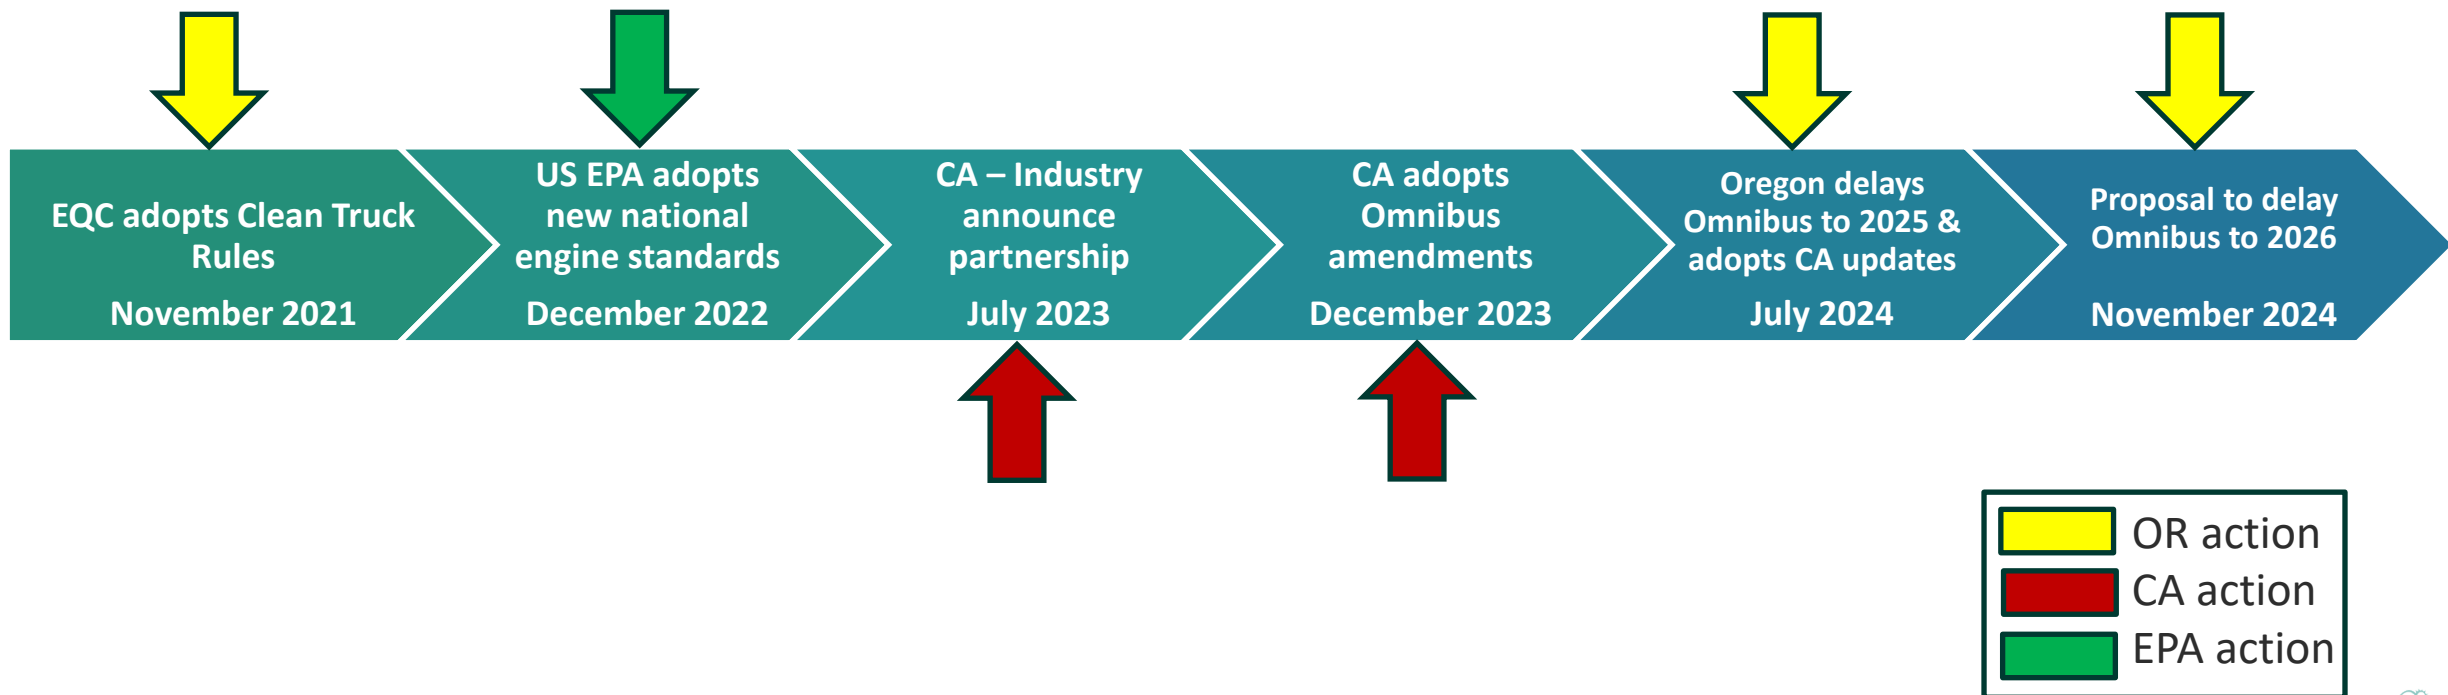 EQC adopts Clean Truck
Rules
November 2021
US EPA adopts
new national
engine standards
December 2022
CA – Industry
announce
partnership
July 2023
CA adopts
Omnibus
amendments
December 2023
Oregon delays
Omnibus to 2025 &
adopts CA updates
July 2024
Proposal to delay
Omnibus to 2026
November 2024
OR action
CA action
EPA action